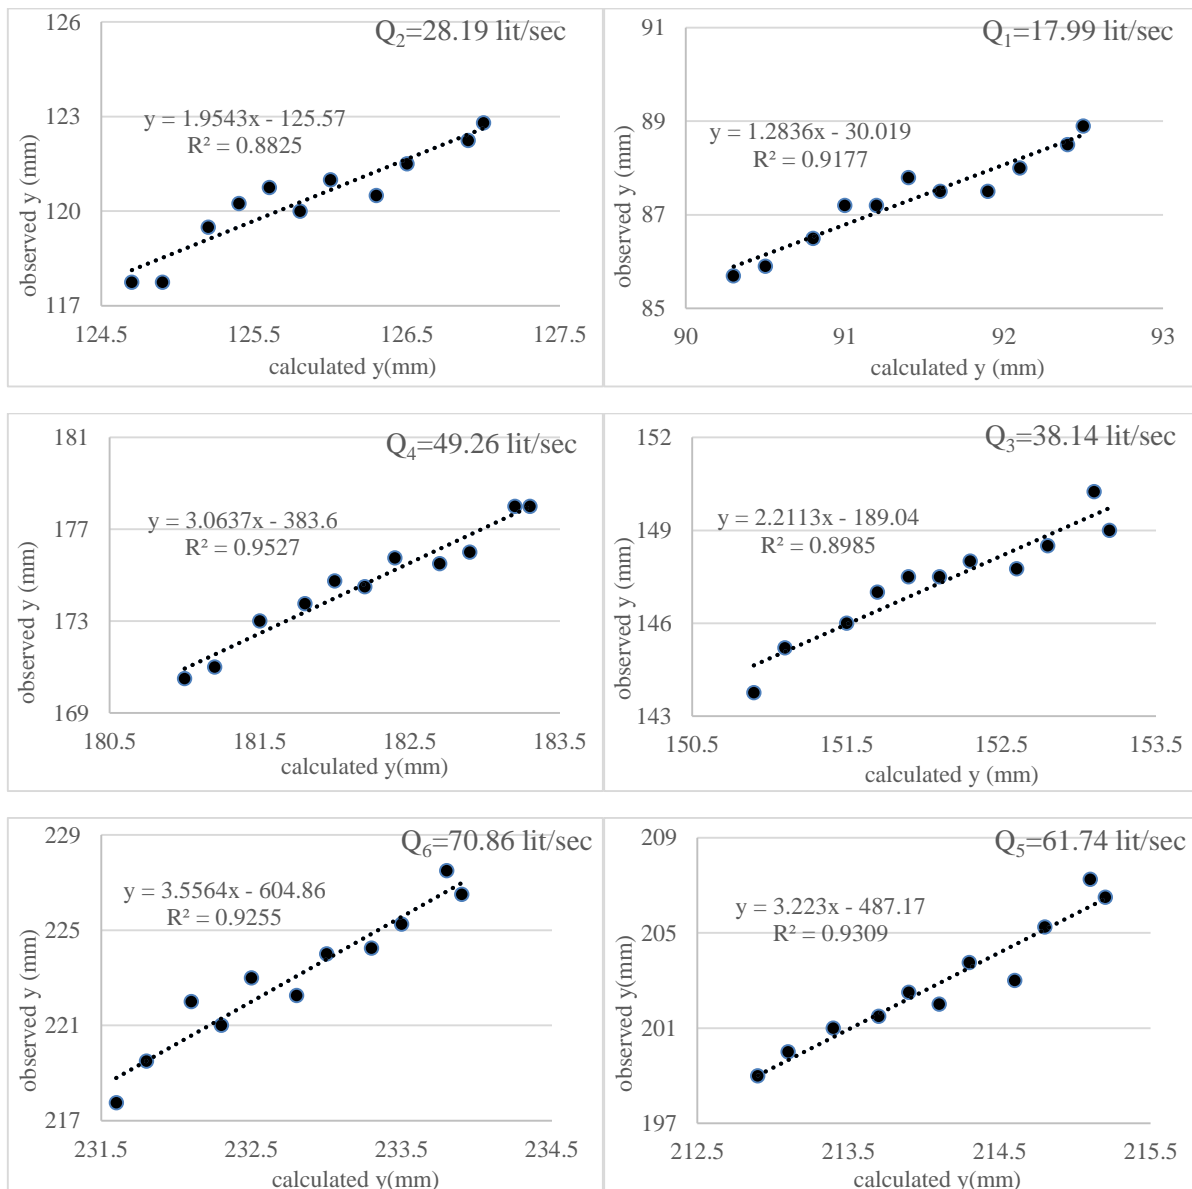 Q₂=28.19 lit/sec
y = 1.9543x - 125.57
R² = 0.8825
observed y (mm)
126
123
120
117
124.5 125.5 126.5 127.5
calculated y(mm)
Q₁=17.99 lit/sec
y = 1.2836x - 30.019
R² = 0.9177
observed y (mm)
91
89
87
85
90 91 92 93
calculated y (mm)
Q₄=49.26 lit/sec
y = 3.0637x - 383.6
R² = 0.9527
observed y (mm)
181
177
173
169
180.5 181.5 182.5 183.5
calculated y(mm)
Q₃=38.14 lit/sec
y = 2.2113x - 189.04
R² = 0.8985
observed y (mm)
152
149
146
143
150.5 151.5 152.5 153.5
calculated y (mm)
Q₆=70.86 lit/sec
y = 3.5564x - 604.86
R² = 0.9255
observed y (mm)
229
225
221
217
231.5 232.5 233.5 234.5
calculated y(mm)
Q₅=61.74 lit/sec
y = 3.223x - 487.17
R² = 0.9309
observed y(mm)
209
205
201
197
212.5 213.5 214.5 215.5
calculated y(mm)